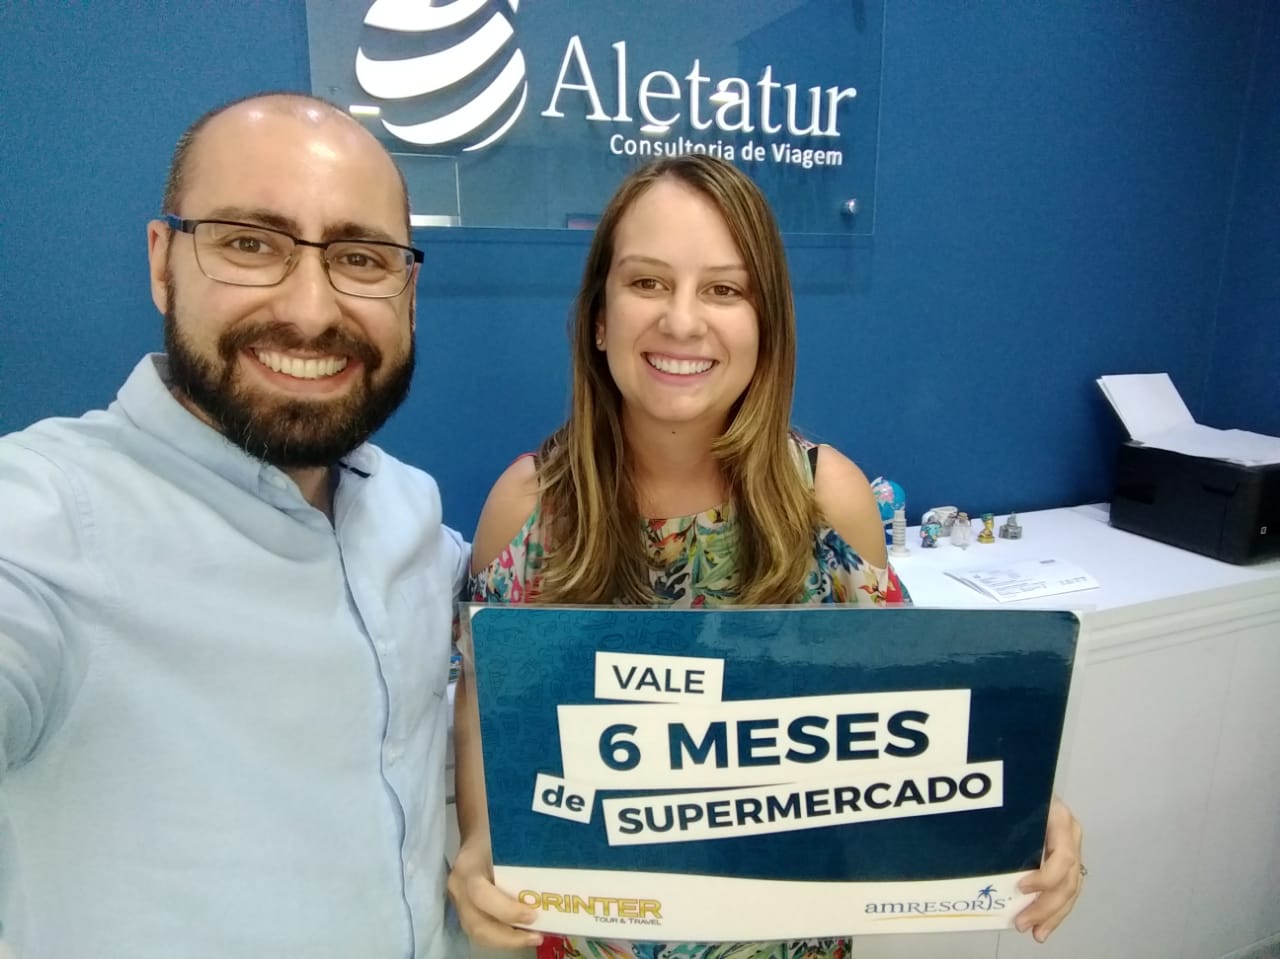 Aletatur
Consultoria de Viagem
VALE
6 MESES
de SUPERMERCADO
ORINTER
TOUR & TRAVEL
amRESORTS